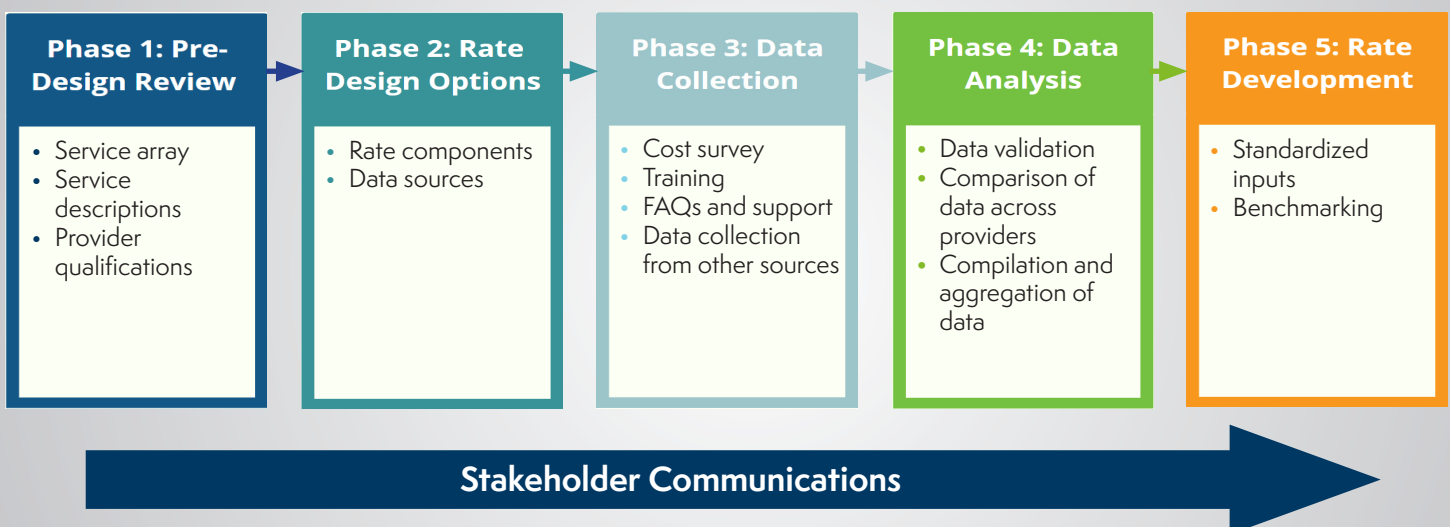 Phase 1: Pre-
Design Review
• Service array
• Service
descriptions
• Provider
qualifications
Phase 2: Rate
Design Options
• Rate components
• Data sources
Phase 3: Data
Collection
• Cost survey
• Training
• FAQs and support
• Data collection
from other sources
Phase 4: Data
Analysis
• Data validation
• Comparison of
data across
providers
• Compilation and
aggregation of
data
Phase 5: Rate
Development
• Standardized
inputs
• Benchmarking
Stakeholder Communications